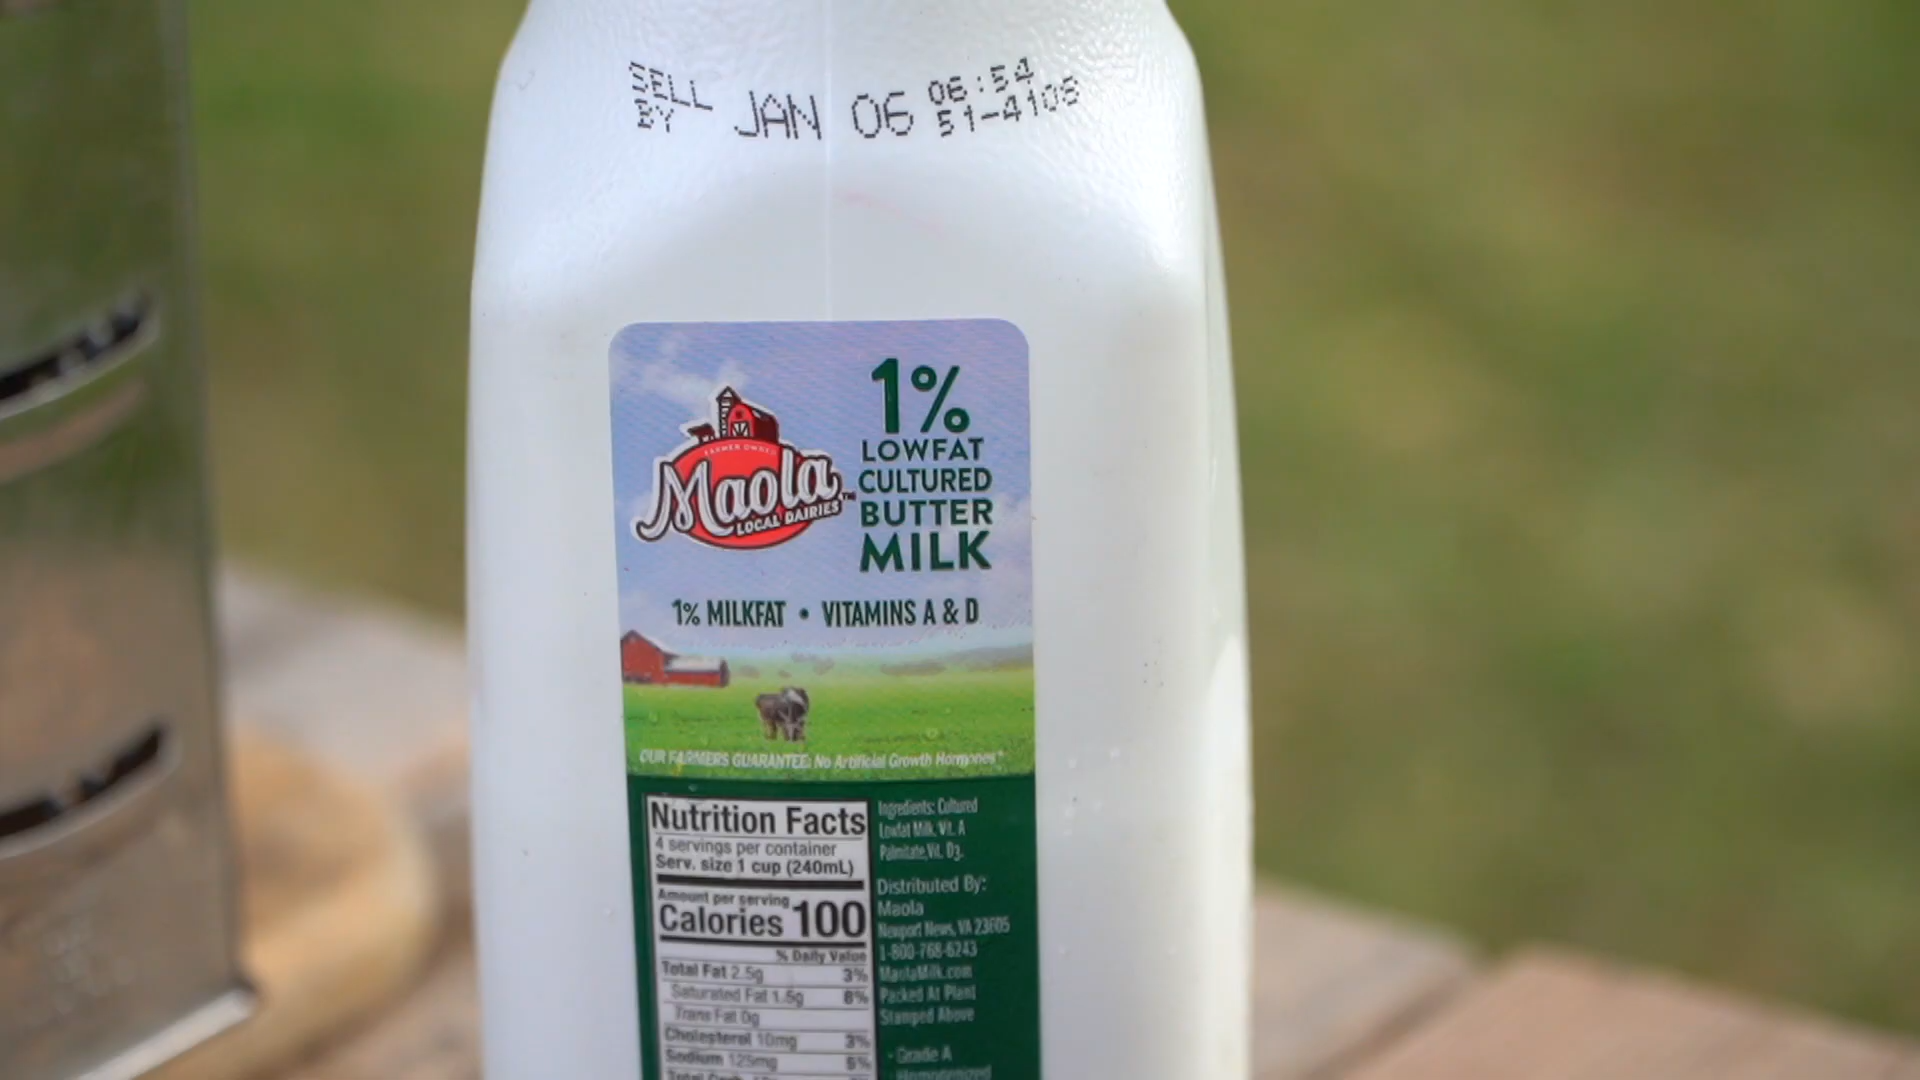 SELL
BY
JAN 06
06:54
51-4108
1%
LOWFAT
CULTURED
BUTTER
MILK
FARMER OWNED
Maola™
LOCAL DAIRIES
1% MILKFAT • VITAMINS A & D
OUR FARMERS GUARANTEE: No Artificial Growth Hormones*
Nutrition Facts
4 servings per container
Serv. size 1 cup (240mL)
Amount per serving
Calories 100
% Daily Value
Total Fat 2.5g 3%
Saturated Fat 1.5g 8%
Trans Fat 0g
Cholesterol 10mg 3%
Sodium 125mg 5%
Ingredients: Cultured
Lowfat Milk, Vit. A
Palmitate, Vit. D3.
Distributed By:
Maola
Newport News, VA 23605
1-800-768-6243
MaolaMilk.com
Packed At Plant
Stamped Above
- Grade A
Homogenized